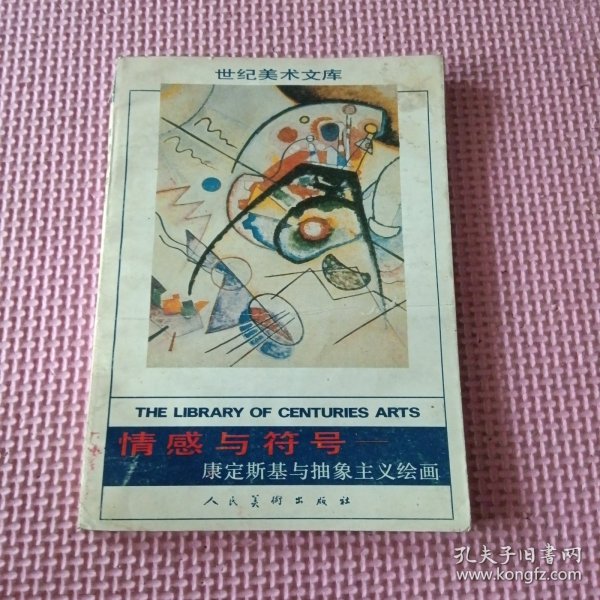 世纪美术文库
THE LIBRARY OF CENTURIES ARTS
情感与符号—
康定斯基与抽象主义绘画
人民美術出版社
孔夫子旧書网
www.kongfz.com